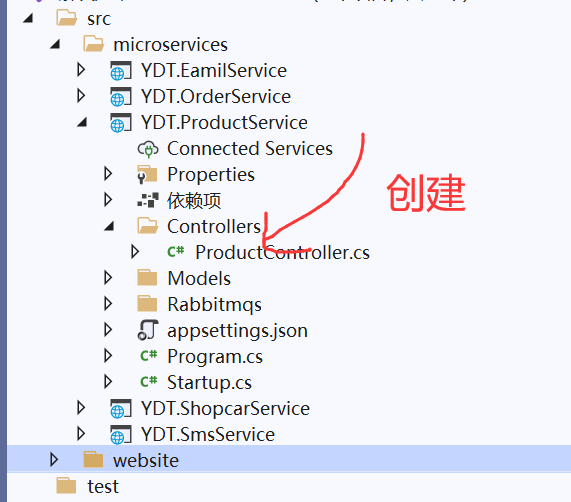 src
microservices
YDT.EamilService
YDT.OrderService
YDT.ProductService
Connected Services
Properties
依赖项
Controllers
创建
C# ProductController.cs
Models
Rabbitmqs
appsettings.json
C# Program.cs
C# Startup.cs
YDT.ShopcarService
YDT.SmsService
website
test